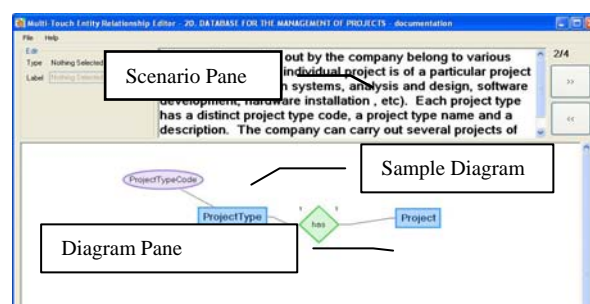 Multi-Touch Entity Relationship Editor - 20. DATABASE FOR THE MANAGEMENT OF PROJECTS - documentation
File Help
Edit
Type Nothing Selected
Label Nothing Selected
out by the company belong to various
individual project is of a particular project
systems, analysis and design, software
development, hardware installation , etc). Each project type
has a distinct project type code, a project type name and a
description. The company can carry out several projects of
2/4
>>
<<
Scenario Pane
Sample Diagram
ProjectTypeCode
ProjectType
has
Project
Diagram Pane